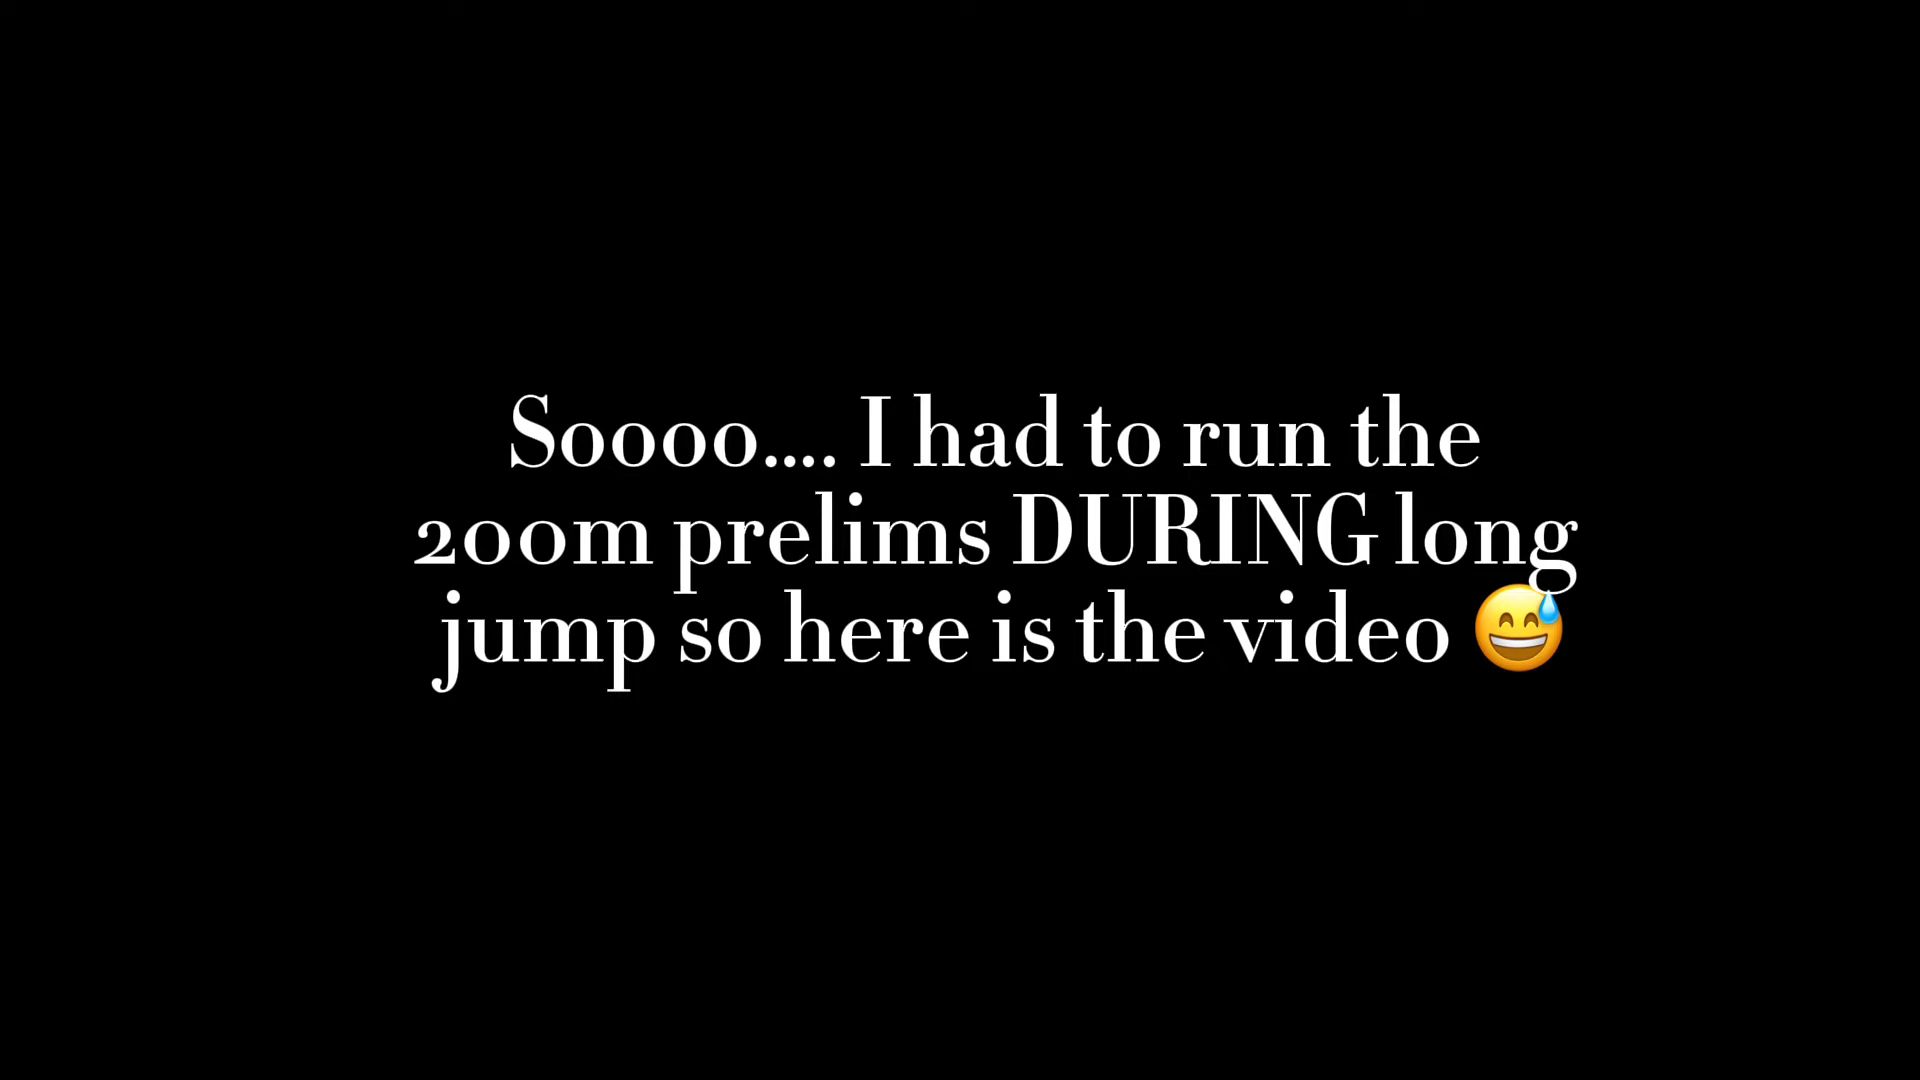 Soooo.... I had to run the
200m prelims DURING long
jump so here is the video 😅